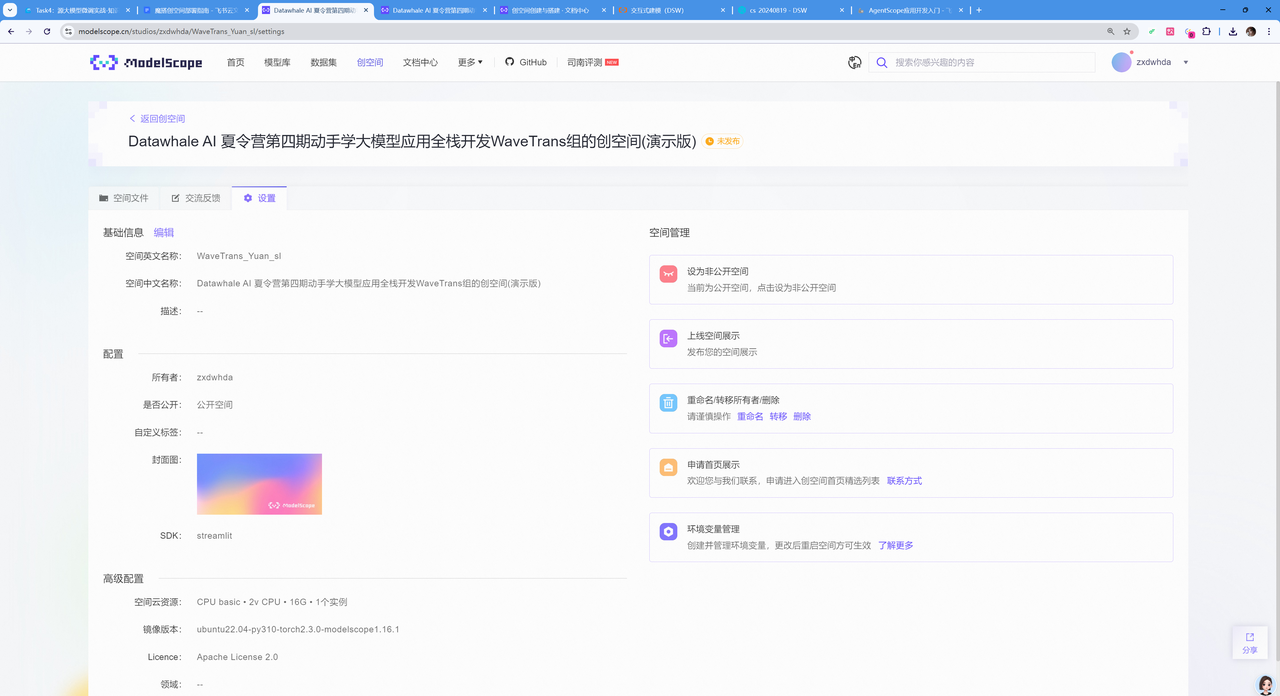 Task4：源大模型微调实战·知识
魔搭创空间部署指南 - 飞书云文
Datawhale AI 夏令营第四期动
Datawhale AI 夏令营第四期动
创空间创建与搭建 · 文档中心
交互式建模（DSW）
cs 20240819 - DSW
AgentScope应用开发入门 -
modelscope.cn/studios/zxdwhda/WaveTrans_Yuan_sl/settings
ModelScope
首页
模型库
数据集
创空间
文档中心
更多
GitHub
司南评测
NEW
搜索你感兴趣的内容
zxdwhda
返回创空间
Datawhale AI 夏令营第四期动手学大模型应用全栈开发WaveTrans组的创空间(演示版)
未发布
空间文件
交流反馈
设置
基础信息 编辑
空间英文名称： WaveTrans_Yuan_sl
空间中文名称： Datawhale AI 夏令营第四期动手学大模型应用全栈开发WaveTrans组的创空间(演示版)
描述： --
配置
所有者： zxdwhda
是否公开： 公开空间
自定义标签： --
封面图：
ModelScope
SDK： streamlit
高级配置
空间云资源： CPU basic • 2v CPU • 16G • 1个实例
镜像版本： ubuntu22.04-py310-torch2.3.0-modelscope1.16.1
Licence： Apache License 2.0
领域： --
空间管理
设为非公开空间
当前为公开空间，点击设为非公开空间
上线空间展示
发布您的空间展示
重命名/转移所有者/删除
请谨慎操作 重命名 转移 删除
申请首页展示
欢迎您与我们联系，申请进入创空间首页精选列表 联系方式
环境变量管理
创建并管理环境变量，更改后重启空间方可生效 了解更多
分享